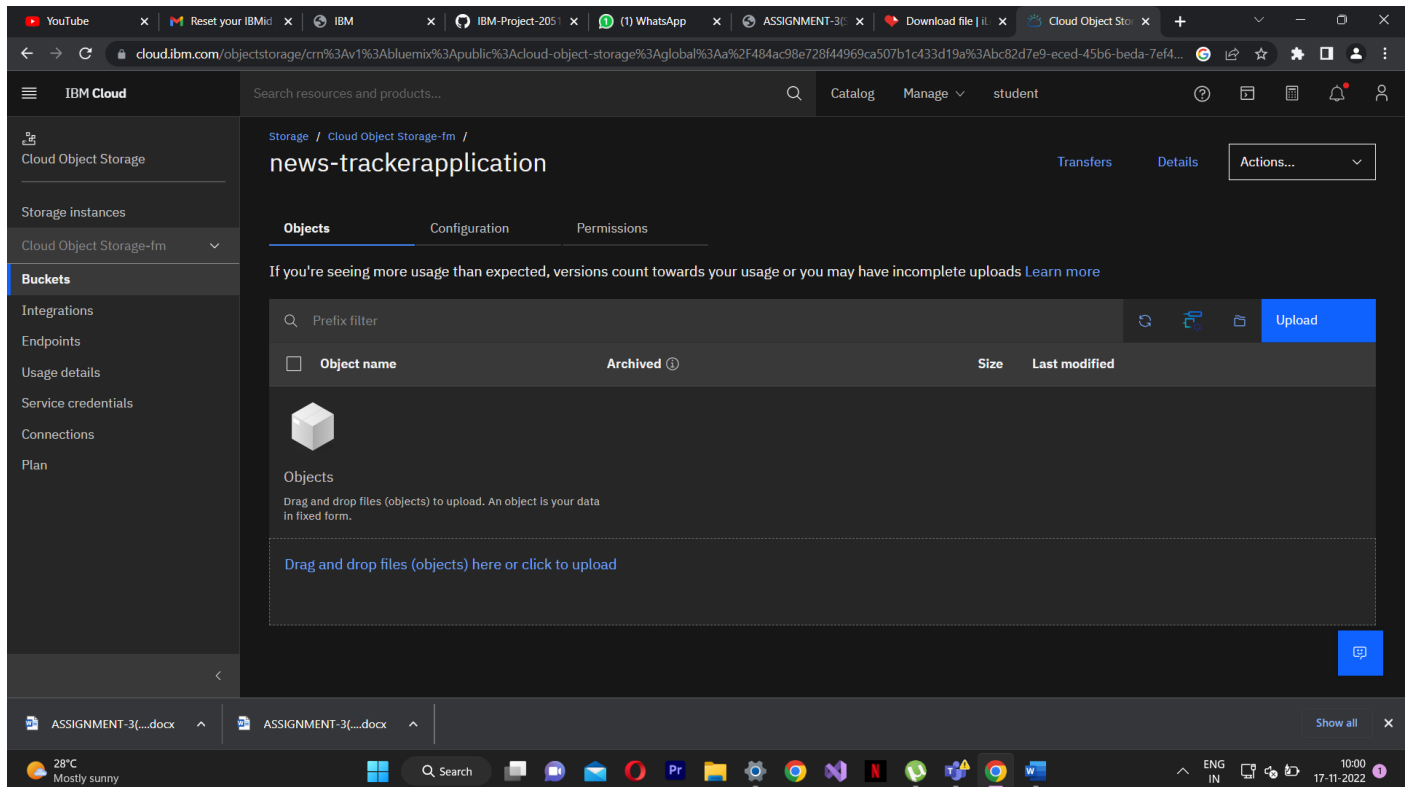 YouTube
Reset your IBMid
IBM
IBM-Project-2051
(1) WhatsApp
ASSIGNMENT-3(S
Download file | iL
Cloud Object Sto
cloud.ibm.com/objectstorage/crn%3Av1%3Abluemix%3Apublic%3Acloud-object-storage%3Aglobal%3Aa%2F484ac98e728f44969ca507b1c433d19a%3Abc82d7e9-eced-45b6-beda-7ef4...
IBM Cloud
Search resources and products...
Catalog
Manage
student
Cloud Object Storage
Storage instances
Cloud Object Storage-fm
Buckets
Integrations
Endpoints
Usage details
Service credentials
Connections
Plan
Storage / Cloud Object Storage-fm /
news-trackerapplication
Transfers
Details
Actions...
Objects
Configuration
Permissions
If you're seeing more usage than expected, versions count towards your usage or you may have incomplete uploads Learn more
Prefix filter
Upload
Object name
Archived
Size
Last modified
Objects
Drag and drop files (objects) to upload. An object is your data
in fixed form.
Drag and drop files (objects) here or click to upload
ASSIGNMENT-3(....docx
ASSIGNMENT-3(....docx
Show all
28°C
Mostly sunny
Search
Pr
ENG
IN
10:00
17-11-2022
1